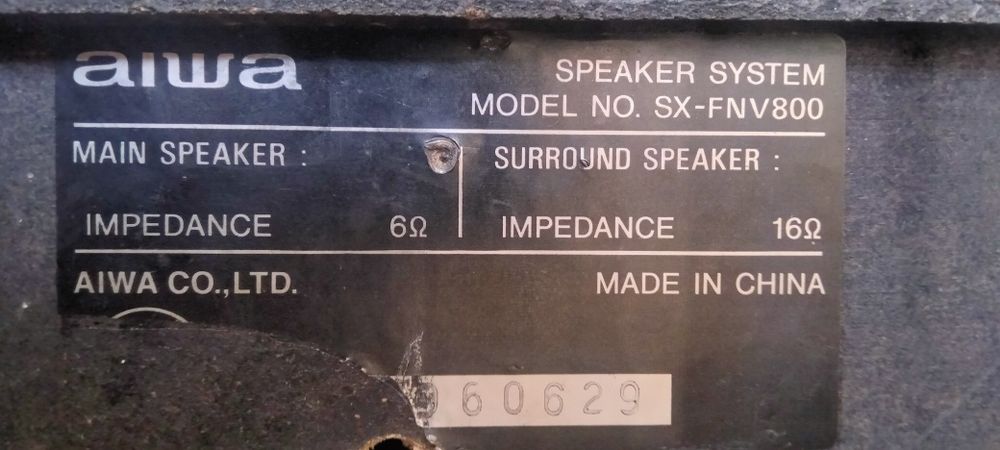 aiwa
SPEAKER SYSTEM
MODEL NO. SX-FNV800
MAIN SPEAKER :
IMPEDANCE 6Ω
SURROUND SPEAKER :
IMPEDANCE 16Ω
AIWA CO.,LTD.
MADE IN CHINA
60629